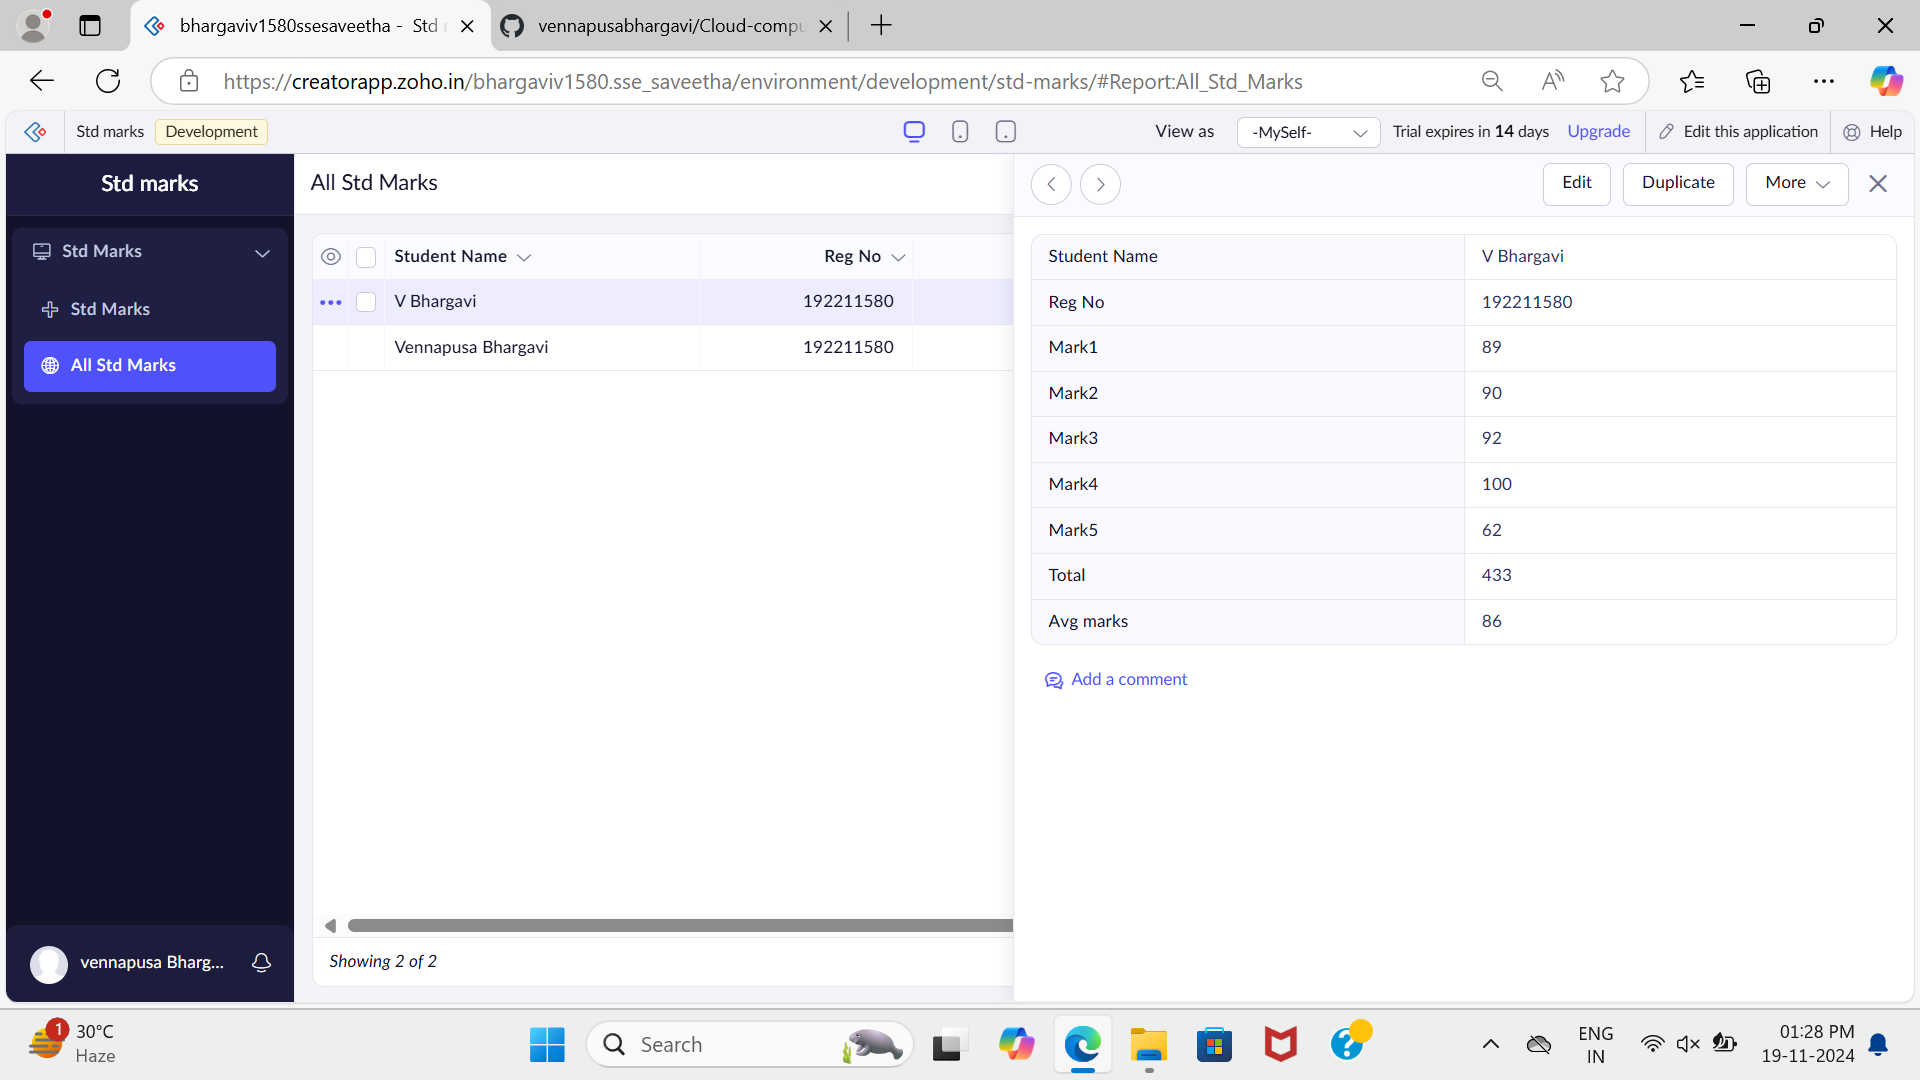 bhargaviv1580ssesaveetha - Std
vennapusabhargavi/Cloud-compu
https://creatorapp.zoho.in/bhargaviv1580.sse_saveetha/environment/development/std-marks/#Report:All_Std_Marks
Std marks
Development
View as
-MySelf-
Trial expires in 14 days
Upgrade
Edit this application
Help
Std marks
Std Marks
Std Marks
All Std Marks
vennapusa Bharg...
All Std Marks
Student Name
Reg No
V Bhargavi
192211580
Vennapusa Bhargavi
192211580
Showing 2 of 2
Edit
Duplicate
More
Student Name
V Bhargavi
Reg No
192211580
Mark1
89
Mark2
90
Mark3
92
Mark4
100
Mark5
62
Total
433
Avg marks
86
Add a comment
1
30°C
Haze
Search
ENG
IN
01:28 PM
19-11-2024